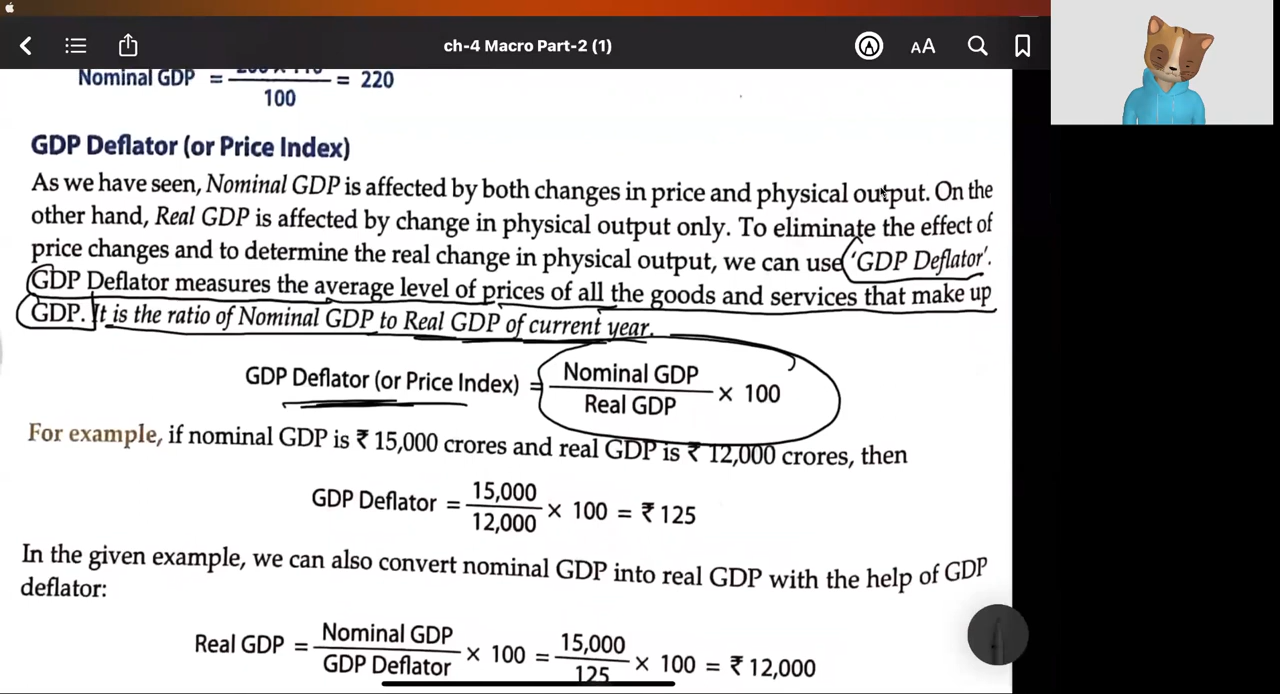 ch-4 Macro Part-2 (1)
AA
Nominal GDP = = 220
100
GDP Deflator (or Price Index)
As we have seen, Nominal GDP is affected by both changes in price and physical output. On the
other hand, Real GDP is affected by change in physical output only. To eliminate the effect of
price changes and to determine the real change in physical output, we can use 'GDP Deflator'.
GDP Deflator measures the average level of prices of all the goods and services that make up
GDP. It is the ratio of Nominal GDP to Real GDP of current year.
GDP Deflator (or Price Index) = Nominal GDP / Real GDP × 100
For example, if nominal GDP is ₹ 15,000 crores and real GDP is ₹ 12,000 crores, then
GDP Deflator = 15,000 / 12,000 × 100 = ₹ 125
In the given example, we can also convert nominal GDP into real GDP with the help of GDP
deflator:
Real GDP = Nominal GDP / GDP Deflator × 100 = 15,000 / 125 × 100 = ₹ 12,000